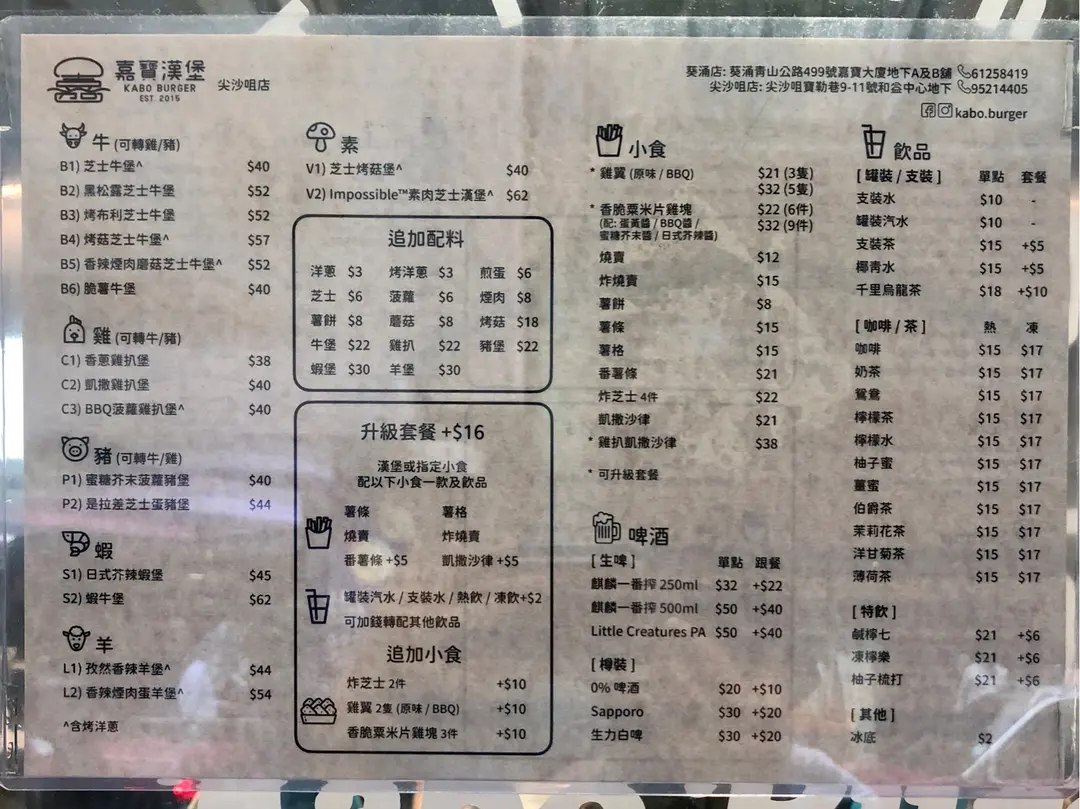 嘉寶漢堡
KABO BURGER
EST. 2015
尖沙咀店
葵涌店: 葵涌青山公路499號嘉寶大廈地下A及B舖 61258419
尖沙咀店: 尖沙咀寶勒巷9-11號和益中心地下 95214405
kabo.burger
牛 (可轉雞/豬)
B1) 芝士牛堡^ $40
B2) 黑松露芝士牛堡 $52
B3) 烤布利芝士牛堡 $52
B4) 烤菇芝士牛堡^ $57
B5) 香辣煙肉磨菇芝士牛堡^ $52
B6) 脆薯牛堡 $40
雞 (可轉牛/豬)
C1) 香蔥雞扒堡 $38
C2) 凱撒雞扒堡 $40
C3) BBQ菠蘿雞扒堡^ $40
豬 (可轉牛/雞)
P1) 蜜糖芥末菠蘿豬堡 $40
P2) 是拉差芝士蛋豬堡 $44
蝦
S1) 日式芥辣蝦堡 $45
S2) 蝦牛堡 $62
羊
L1) 孜然香辣羊堡^ $44
L2) 香辣煙肉蛋羊堡^ $54
^含烤洋蔥
素
V1) 芝士烤菇堡^ $40
V2) Impossible™素肉芝士漢堡^ $62
追加配料
洋蔥 $3 烤洋蔥 $3 煎蛋 $6
芝士 $6 菠蘿 $6 煙肉 $8
薯餅 $8 蘑菇 $8 烤菇 $18
牛堡 $22 雞扒 $22 豬堡 $22
蝦堡 $30 羊堡 $30
升級套餐 +$16
漢堡或指定小食
配以下小食一款及飲品
薯條 薯格
燒賣 炸燒賣
番薯條 +$5 凱撒沙律 +$5
罐裝汽水 / 支裝水 / 熱飲 / 凍飲+$2
可加錢轉配其他飲品
追加小食
炸芝士 2件 +$10
雞翼 2隻 (原味 / BBQ) +$10
香脆粟米片雞塊 3件 +$10
小食
* 雞翼 (原味 / BBQ) $21 (3隻)
$32 (5隻)
* 香脆粟米片雞塊 $22 (6件)
(配: 蛋黃醬 / BBQ醬 / $32 (9件)
蜜糖芥末醬 / 日式芥辣醬)
燒賣 $12
炸燒賣 $15
薯餅 $8
薯條 $15
薯格 $15
番薯條 $21
炸芝士 4件 $22
凱撒沙律 $21
* 雞扒凱撒沙律 $38
* 可升級套餐
啤酒
[ 生啤 ] 單點 跟餐
麒麟一番搾 250ml $32 +$22
麒麟一番搾 500ml $50 +$40
Little Creatures PA $50 +$40
[ 樽裝 ]
0% 啤酒 $20 +$10
Sapporo $30 +$20
生力白啤 $30 +$20
飲品
[ 罐裝 / 支裝 ] 單點 套餐
支裝水 $10 -
罐裝汽水 $10 -
支裝茶 $15 +$5
椰青水 $15 +$5
千里烏龍茶 $18 +$10
[ 咖啡 / 茶 ] 熱 凍
咖啡 $15 $17
奶茶 $15 $17
鴛鴦 $15 $17
檸檬茶 $15 $17
檸檬水 $15 $17
柚子蜜 $15 $17
薑蜜 $15 $17
伯爵茶 $15 $17
茉莉花茶 $15 $17
洋甘菊茶 $15 $17
薄荷茶 $15 $17
[ 特飲 ]
鹹檸七 $21 +$6
凍檸樂 $21 +$6
柚子梳打 $21 +$6
[ 其他 ]
冰底 $2